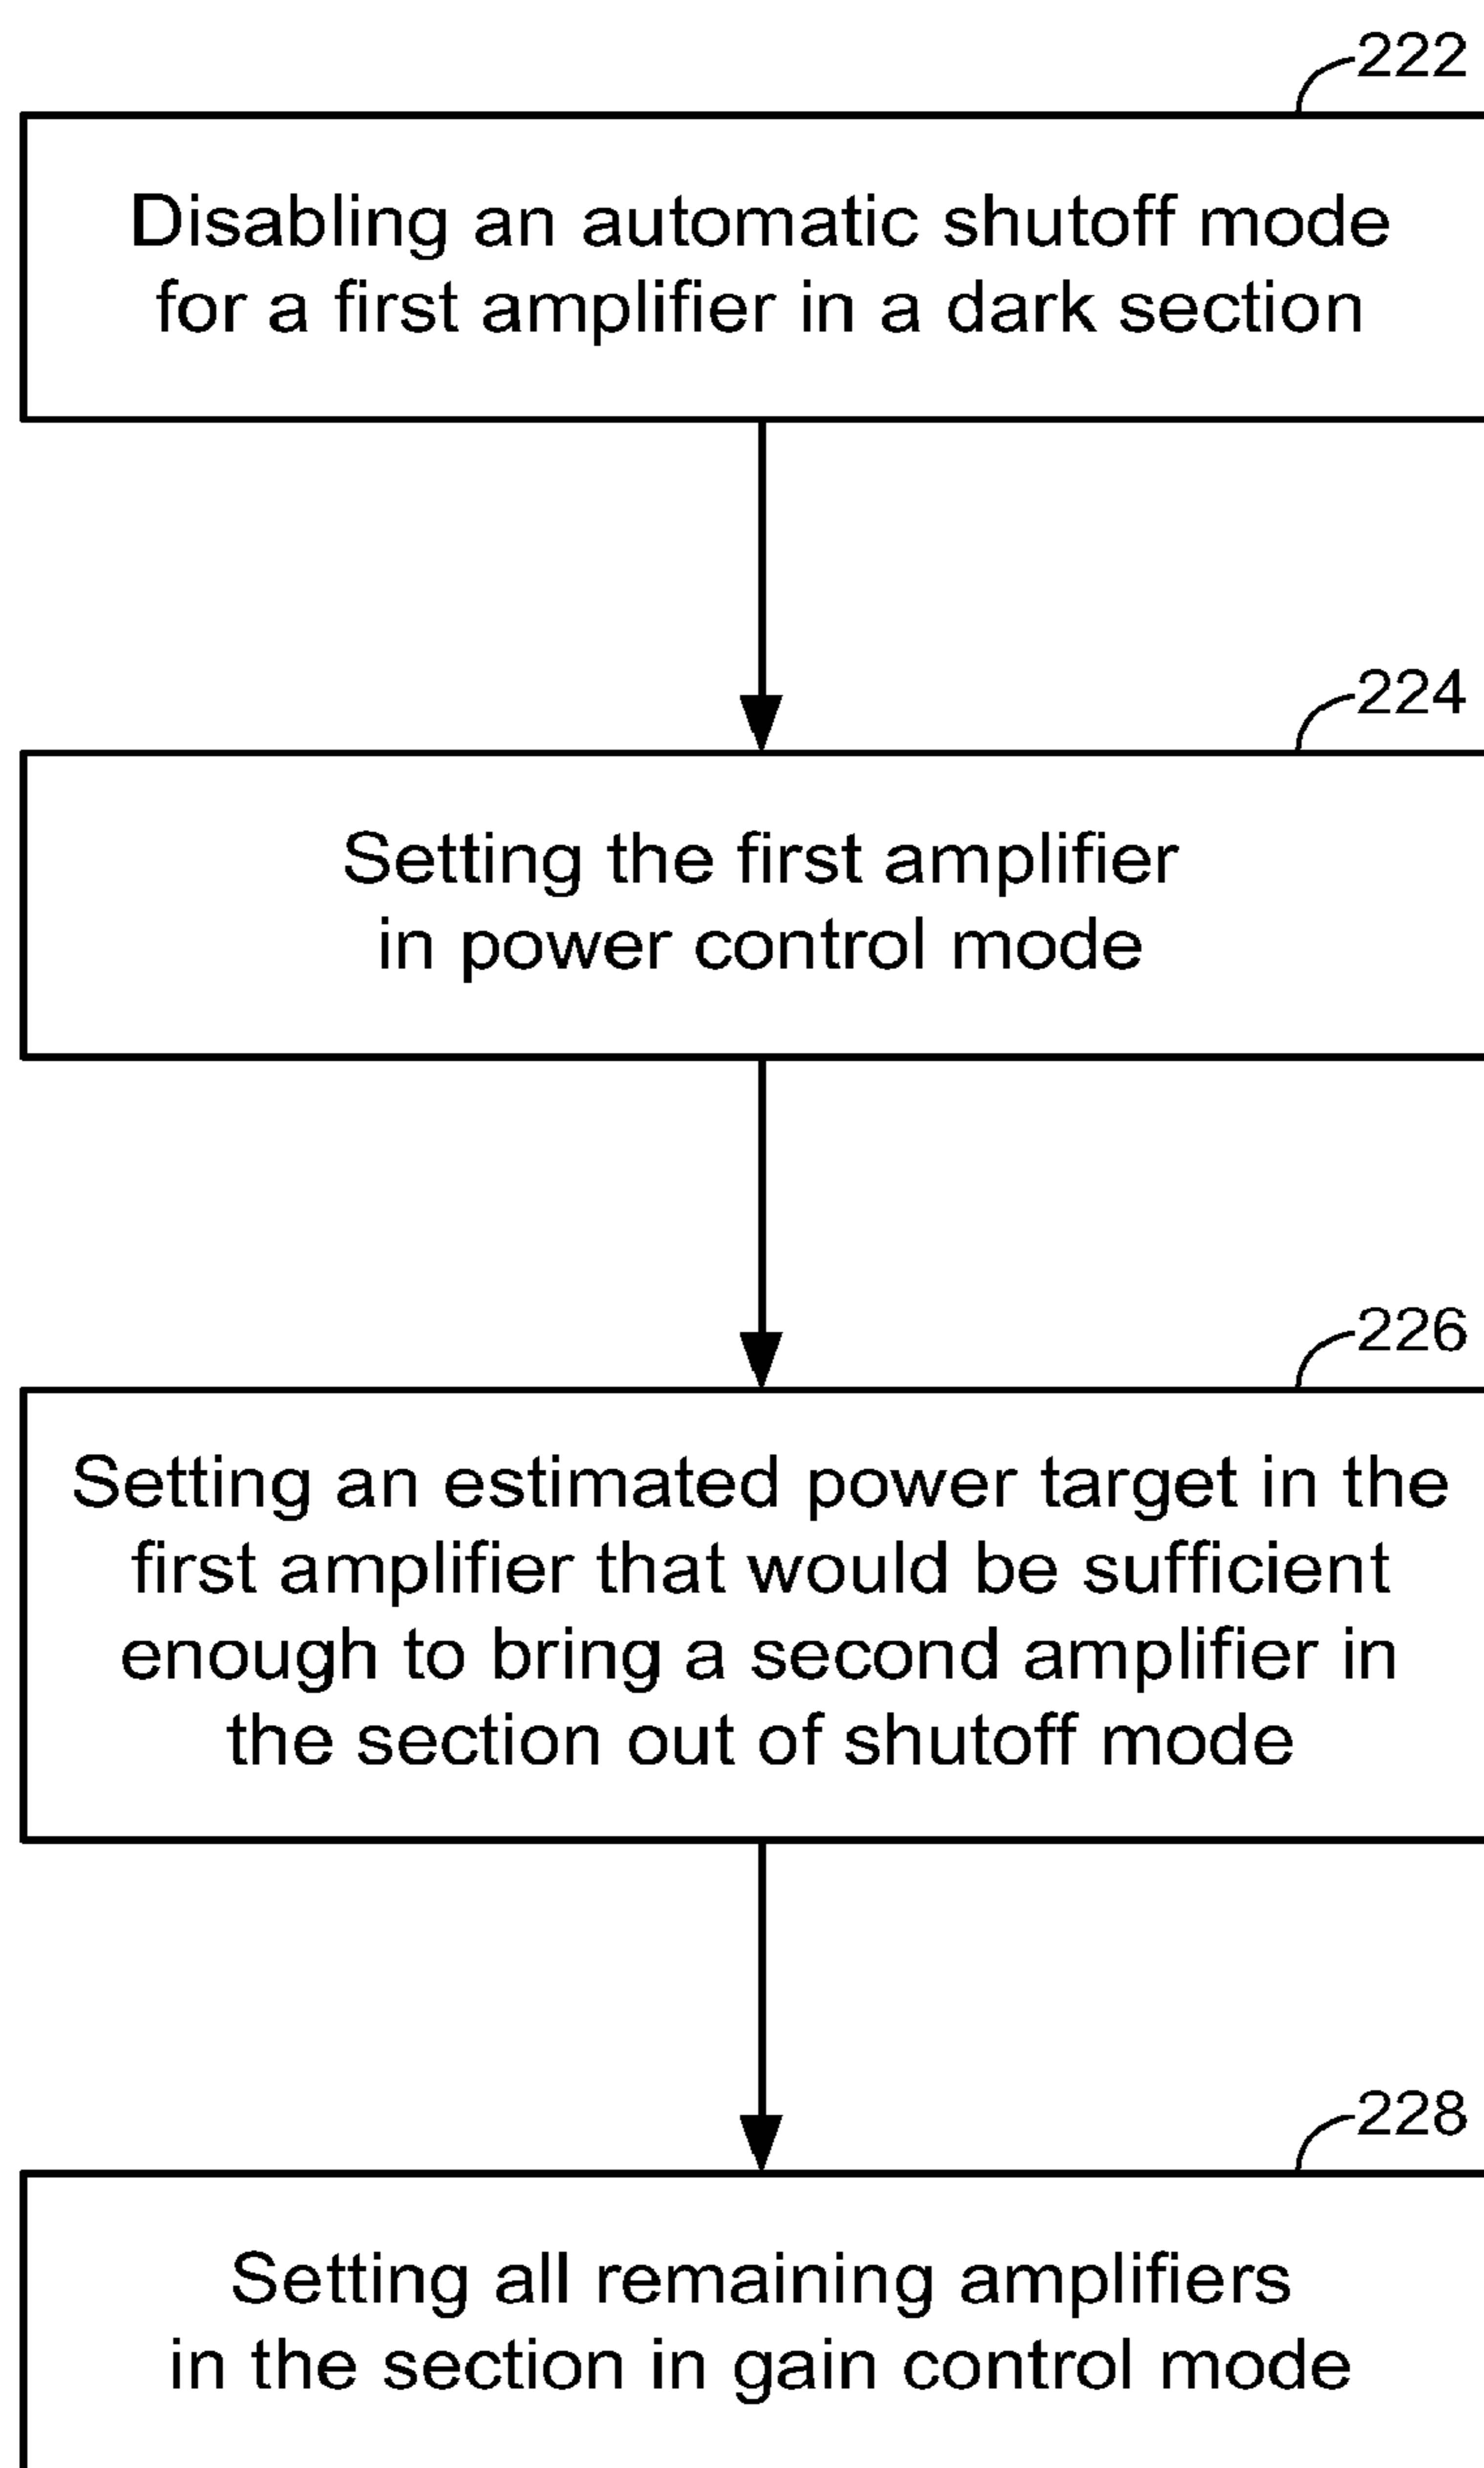 222
Disabling an automatic shutoff mode
for a first amplifier in a dark section
224
Setting the first amplifier
in power control mode
226
Setting an estimated power target in the
first amplifier that would be sufficient
enough to bring a second amplifier in
the section out of shutoff mode
228
Setting all remaining amplifiers
in the section in gain control mode